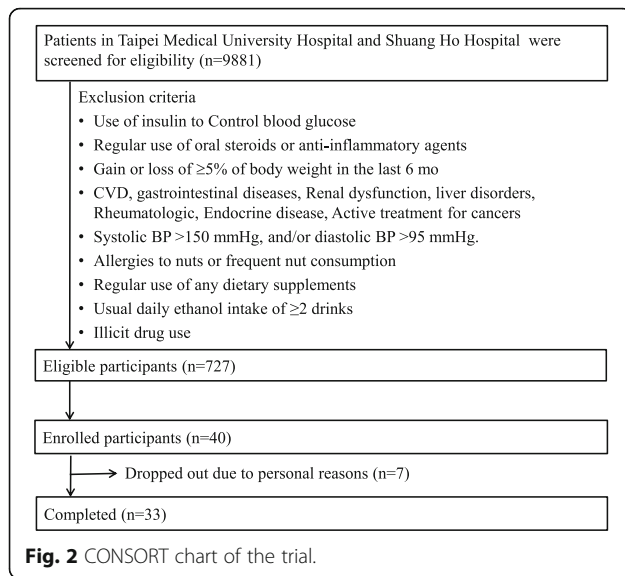 Patients in Taipei Medical University Hospital and Shuang Ho Hospital were
screened for eligibility (n=9881)
Exclusion criteria
• Use of insulin to Control blood glucose
• Regular use of oral steroids or anti-inflammatory agents
• Gain or loss of ≥5% of body weight in the last 6 mo
• CVD, gastrointestinal diseases, Renal dysfunction, liver disorders,
Rheumatologic, Endocrine disease, Active treatment for cancers
• Systolic BP >150 mmHg, and/or diastolic BP >95 mmHg.
• Allergies to nuts or frequent nut consumption
• Regular use of any dietary supplements
• Usual daily ethanol intake of ≥2 drinks
• Illicit drug use
Eligible participants (n=727)
Enrolled participants (n=40)
Dropped out due to personal reasons (n=7)
Completed (n=33)
Fig. 2 CONSORT chart of the trial.